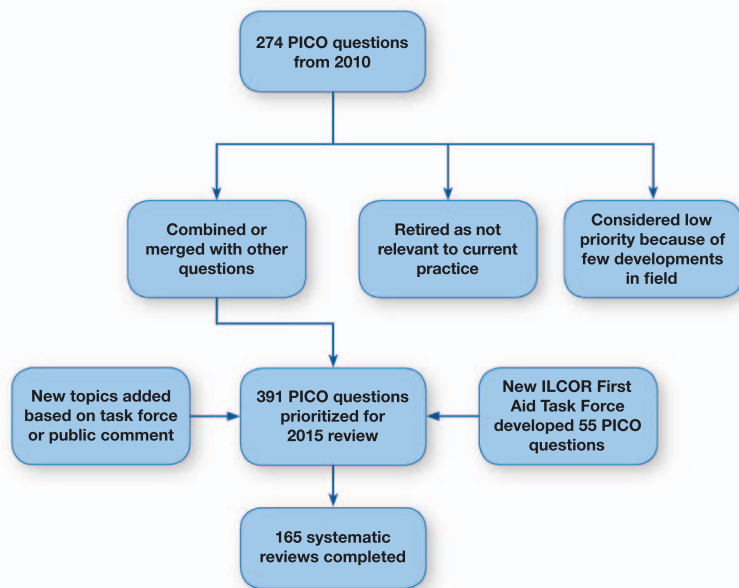 274 PICO questions
from 2010
Combined or
merged with other
questions
Retired as not
relevant to current
practice
Considered low
priority because of
few developments
in field
New topics added
based on task force
or public comment
391 PICO questions
prioritized for
2015 review
New ILCOR First
Aid Task Force
developed 55 PICO
questions
165 systematic
reviews completed